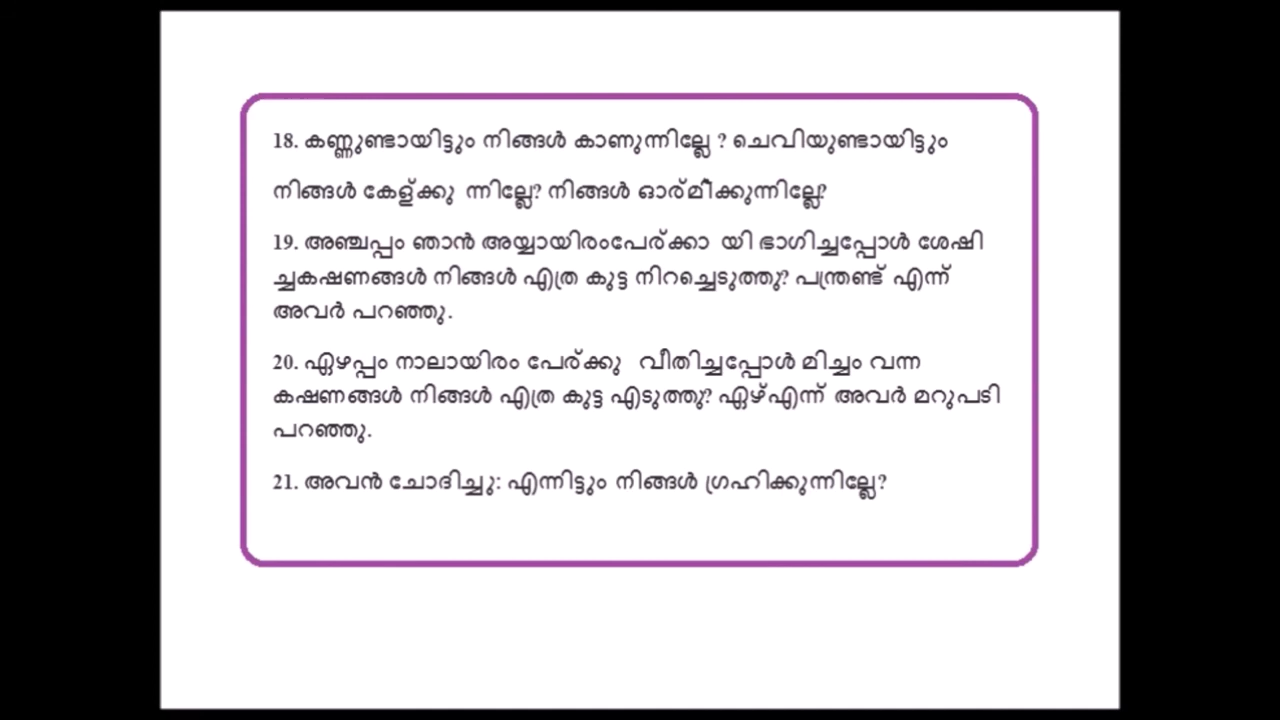 18. കണ്ണുണ്ടായിട്ടും നിങ്ങൾ കാണുന്നില്ലേ ? ചെവിയുണ്ടായിട്ടും
നിങ്ങൾ കേള്ക്കു ന്നില്ലേ? നിങ്ങൾ ഓര്മിക്കുന്നില്ലേ?
19. അഞ്ചപ്പം ഞാൻ അയ്യായിരംപേര്ക്കാ യി ഭാഗിച്ചപ്പോൾ ശേഷി
ച്ചകഷണങ്ങൾ നിങ്ങൾ എത്ര കുട്ട നിറച്ചെടുത്തു? പന്ത്രണ്ട് എന്ന്
അവർ പറഞ്ഞു.
20. ഏഴപ്പം നാലായിരം പേര്ക്കു വീതിച്ചപ്പോൾ മിച്ചം വന്ന
കഷണങ്ങൾ നിങ്ങൾ എത്ര കുട്ട എടുത്തു? ഏഴ്എന്ന് അവർ മറുപടി
പറഞ്ഞു.
21. അവൻ ചോദിച്ചു: എന്നിട്ടും നിങ്ങൾ ഗ്രഹിക്കുന്നില്ലേ?